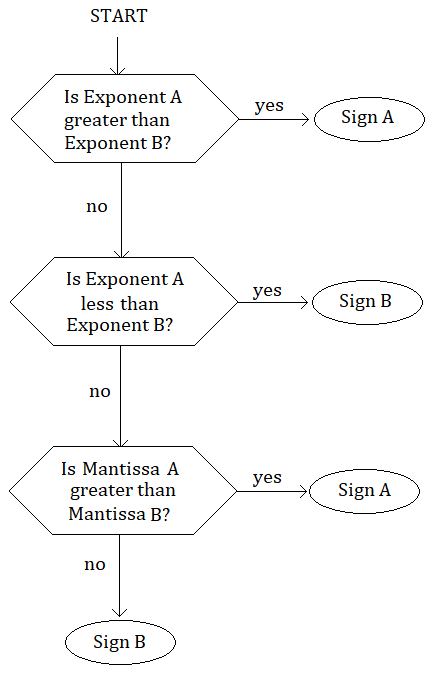 START
Is Exponent A
greater than
Exponent B?
yes
Sign A
no
Is Exponent A
less than
Exponent B?
yes
Sign B
no
Is Mantissa A
greater than
Mantissa B?
yes
Sign A
no
Sign B